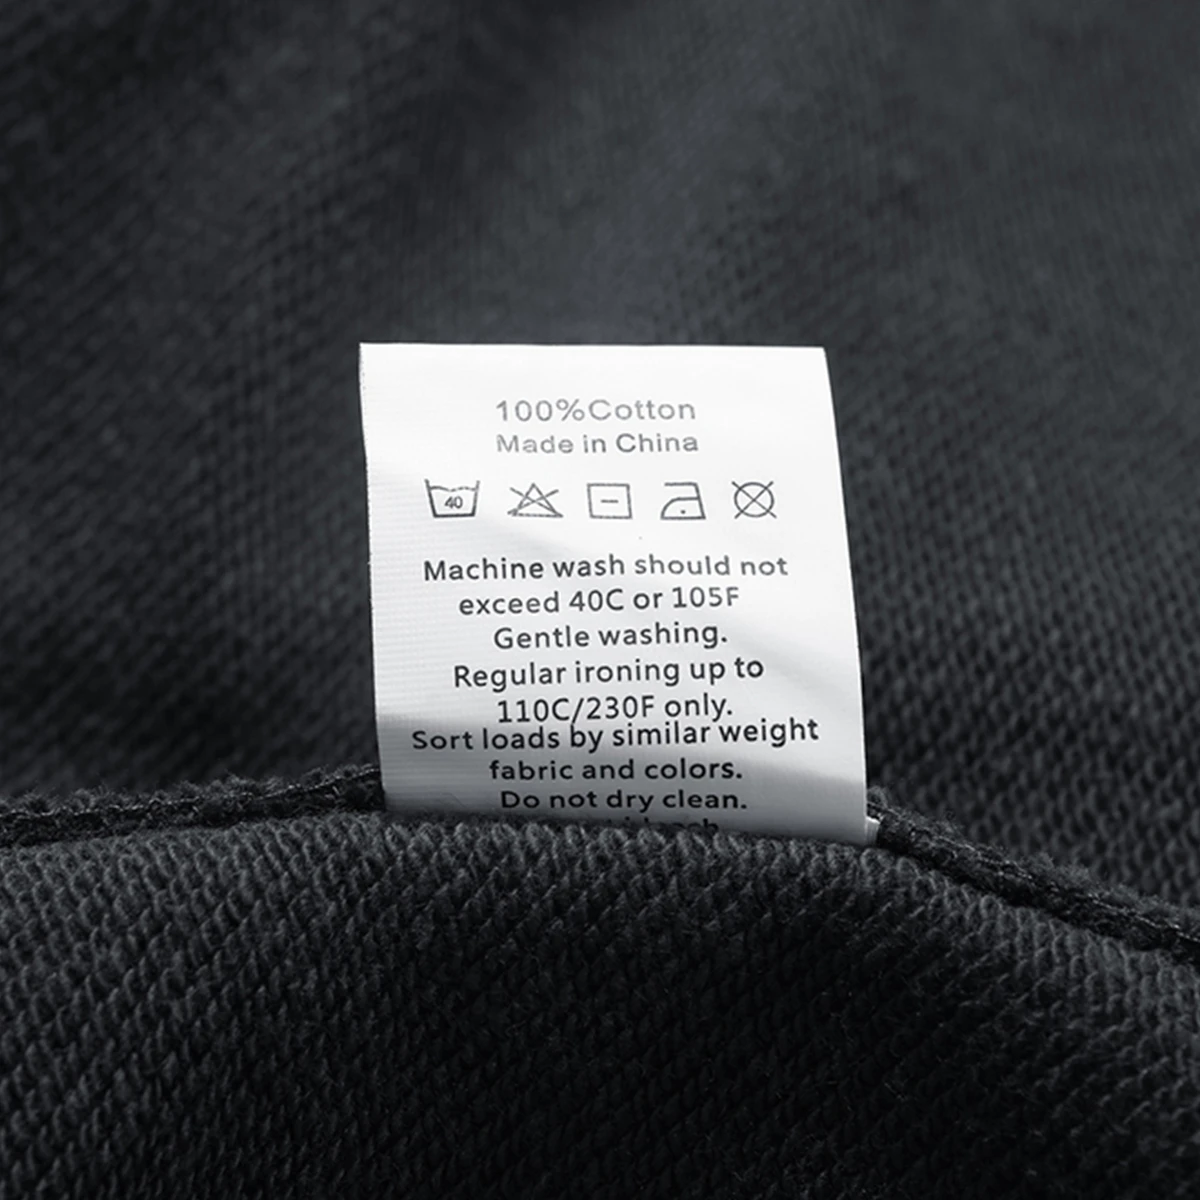 100%Cotton
Made in China
40
Machine wash should not
exceed 40C or 105F
Gentle washing.
Regular ironing up to
110C/230F only.
Sort loads by similar weight
fabric and colors.
Do not dry clean.